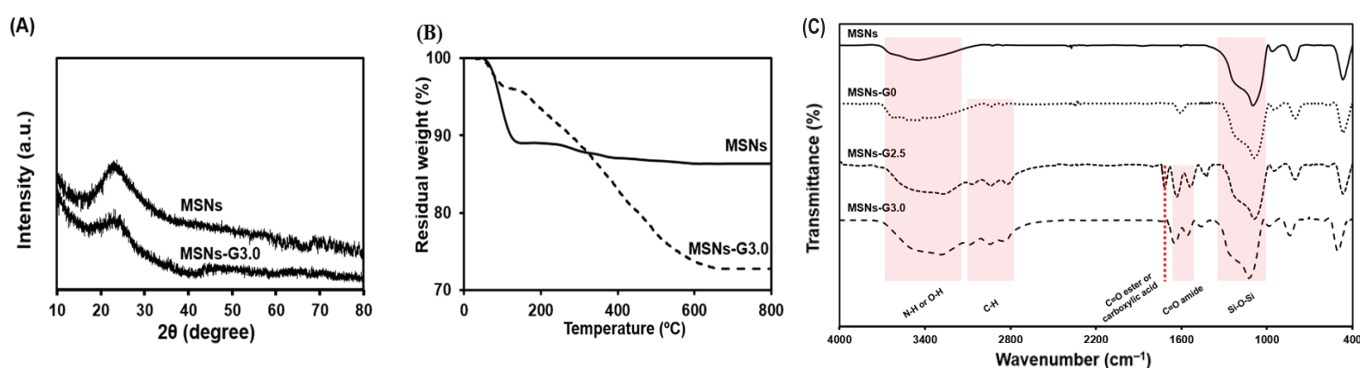 (A)
Intensity (a.u.)
MSNs
MSNs-G3.0
10 20 30 40 50 60 70 80
2θ (degree)
(B)
Residual weight (%)
100
90
80
70
MSNs
MSNs-G3.0
0 200 400 600 800
Temperature (ºC)
(C)
Transmittance (%)
MSNs
MSNs-G0
MSNs-G2.5
MSNs-G3.0
N-H or O-H
C-H
C=O ester or
carboxylic acid
C=O amide
Si-O-Si
4000 3400 2800 2200 1600 1000 400
Wavenumber (cm⁻¹)